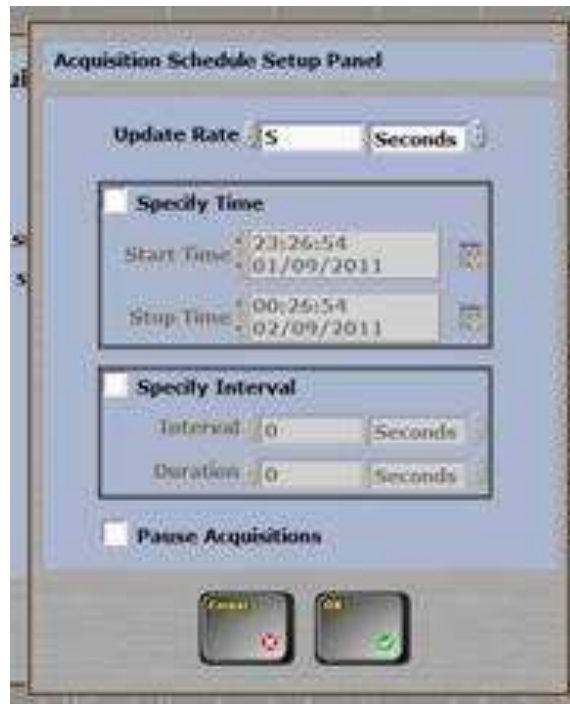 Acquisition Schedule Setup Panel
Update Rate 5 Seconds
Specify Time
Start Time 23:26:54
01/09/2011
Stop Time 00:26:54
02/09/2011
Specify Interval
Interval 0 Seconds
Duration 0 Seconds
Pause Acquisitions
Cancel OK